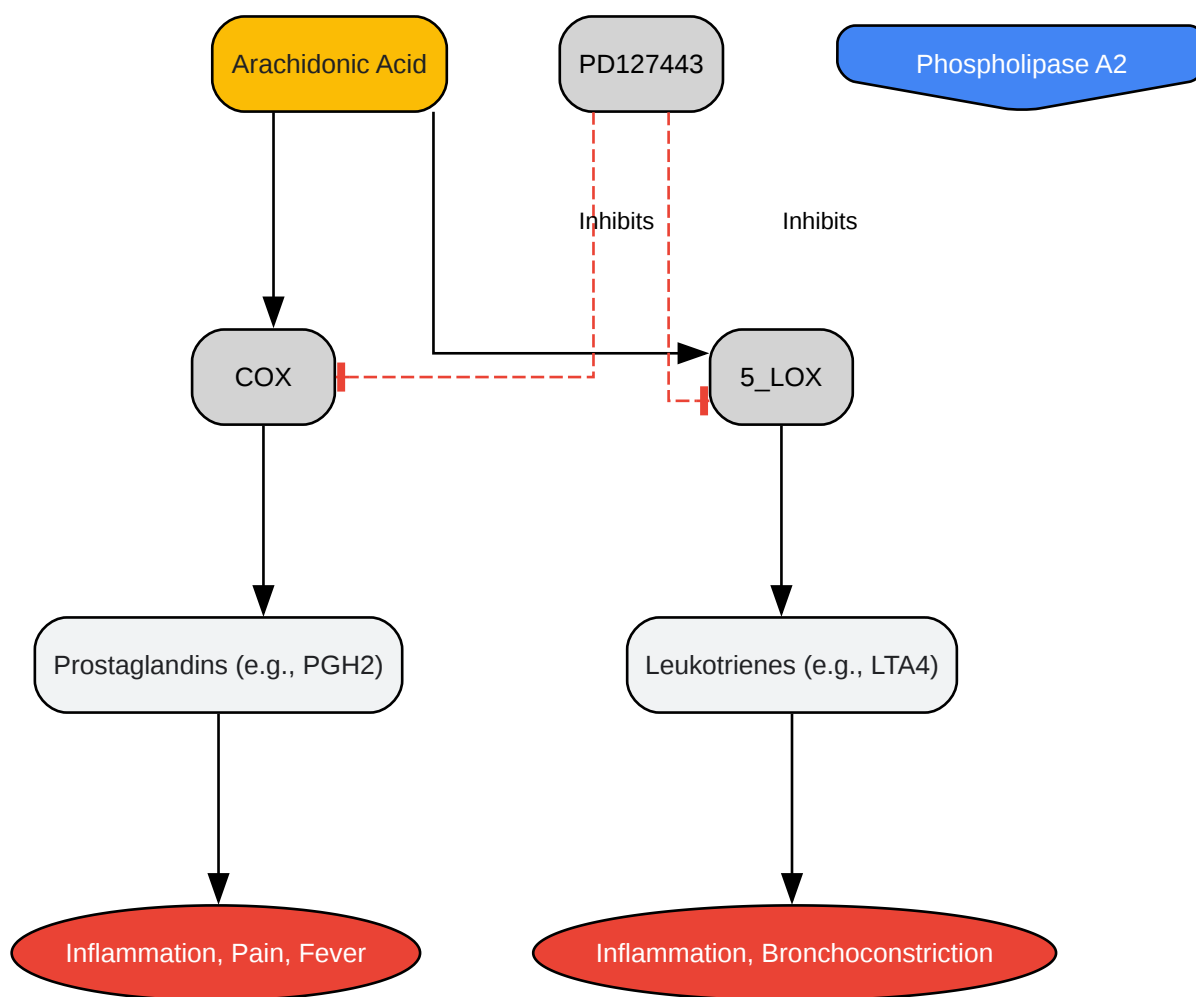 Arachidonic Acid
PD127443
Phospholipase A2
Inhibits
Inhibits
COX
5_LOX
Prostaglandins (e.g., PGH2)
Leukotrienes (e.g., LTA4)
Inflammation, Pain, Fever
Inflammation, Bronchoconstriction